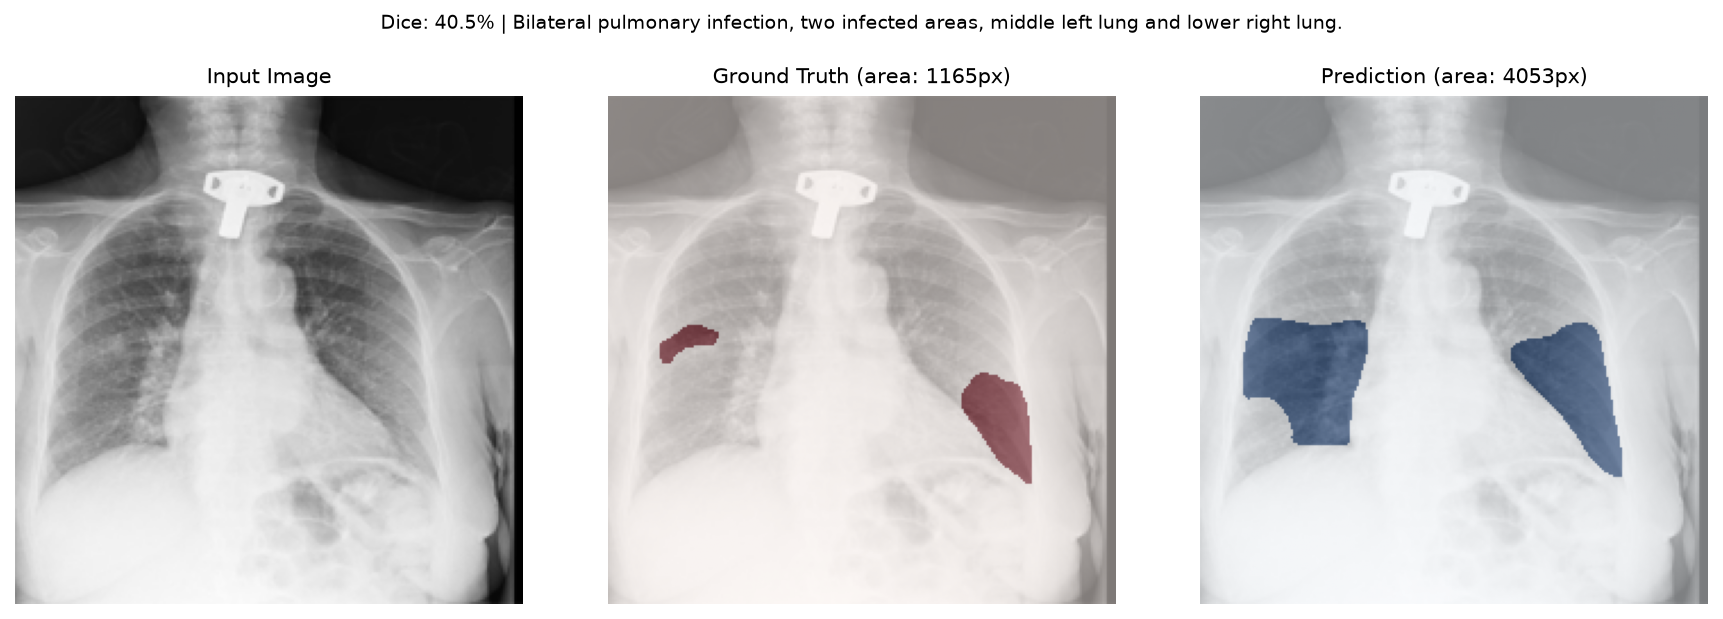 Dice: 40.5% | Bilateral pulmonary infection, two infected areas, middle left lung and lower right lung.
Input Image
Ground Truth (area: 1165px)
Prediction (area: 4053px)